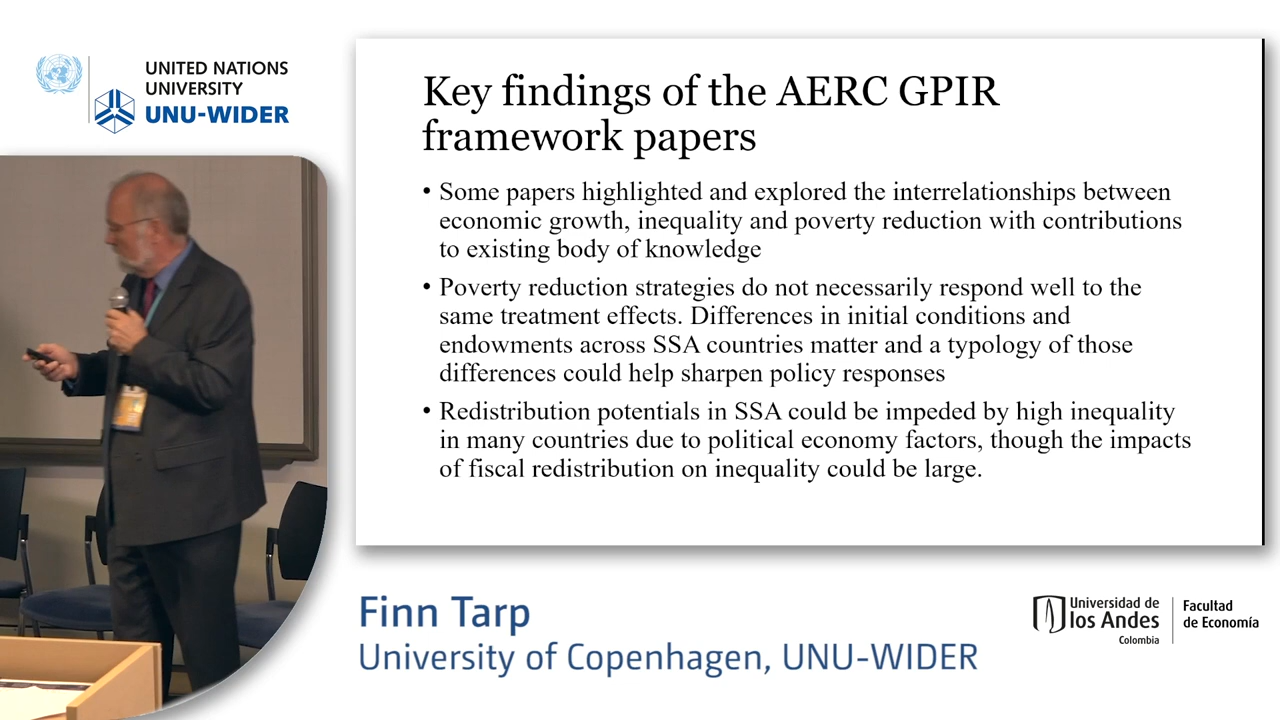 UNITED NATIONS
UNIVERSITY
UNU-WIDER
Key findings of the AERC GPIR
framework papers
• Some papers highlighted and explored the interrelationships between
economic growth, inequality and poverty reduction with contributions
to existing body of knowledge
• Poverty reduction strategies do not necessarily respond well to the
same treatment effects. Differences in initial conditions and
endowments across SSA countries matter and a typology of those
differences could help sharpen policy responses
• Redistribution potentials in SSA could be impeded by high inequality
in many countries due to political economy factors, though the impacts
of fiscal redistribution on inequality could be large.
Finn Tarp
University of Copenhagen, UNU-WIDER
Universidad de
los Andes
Colombia
Facultad
de Economía